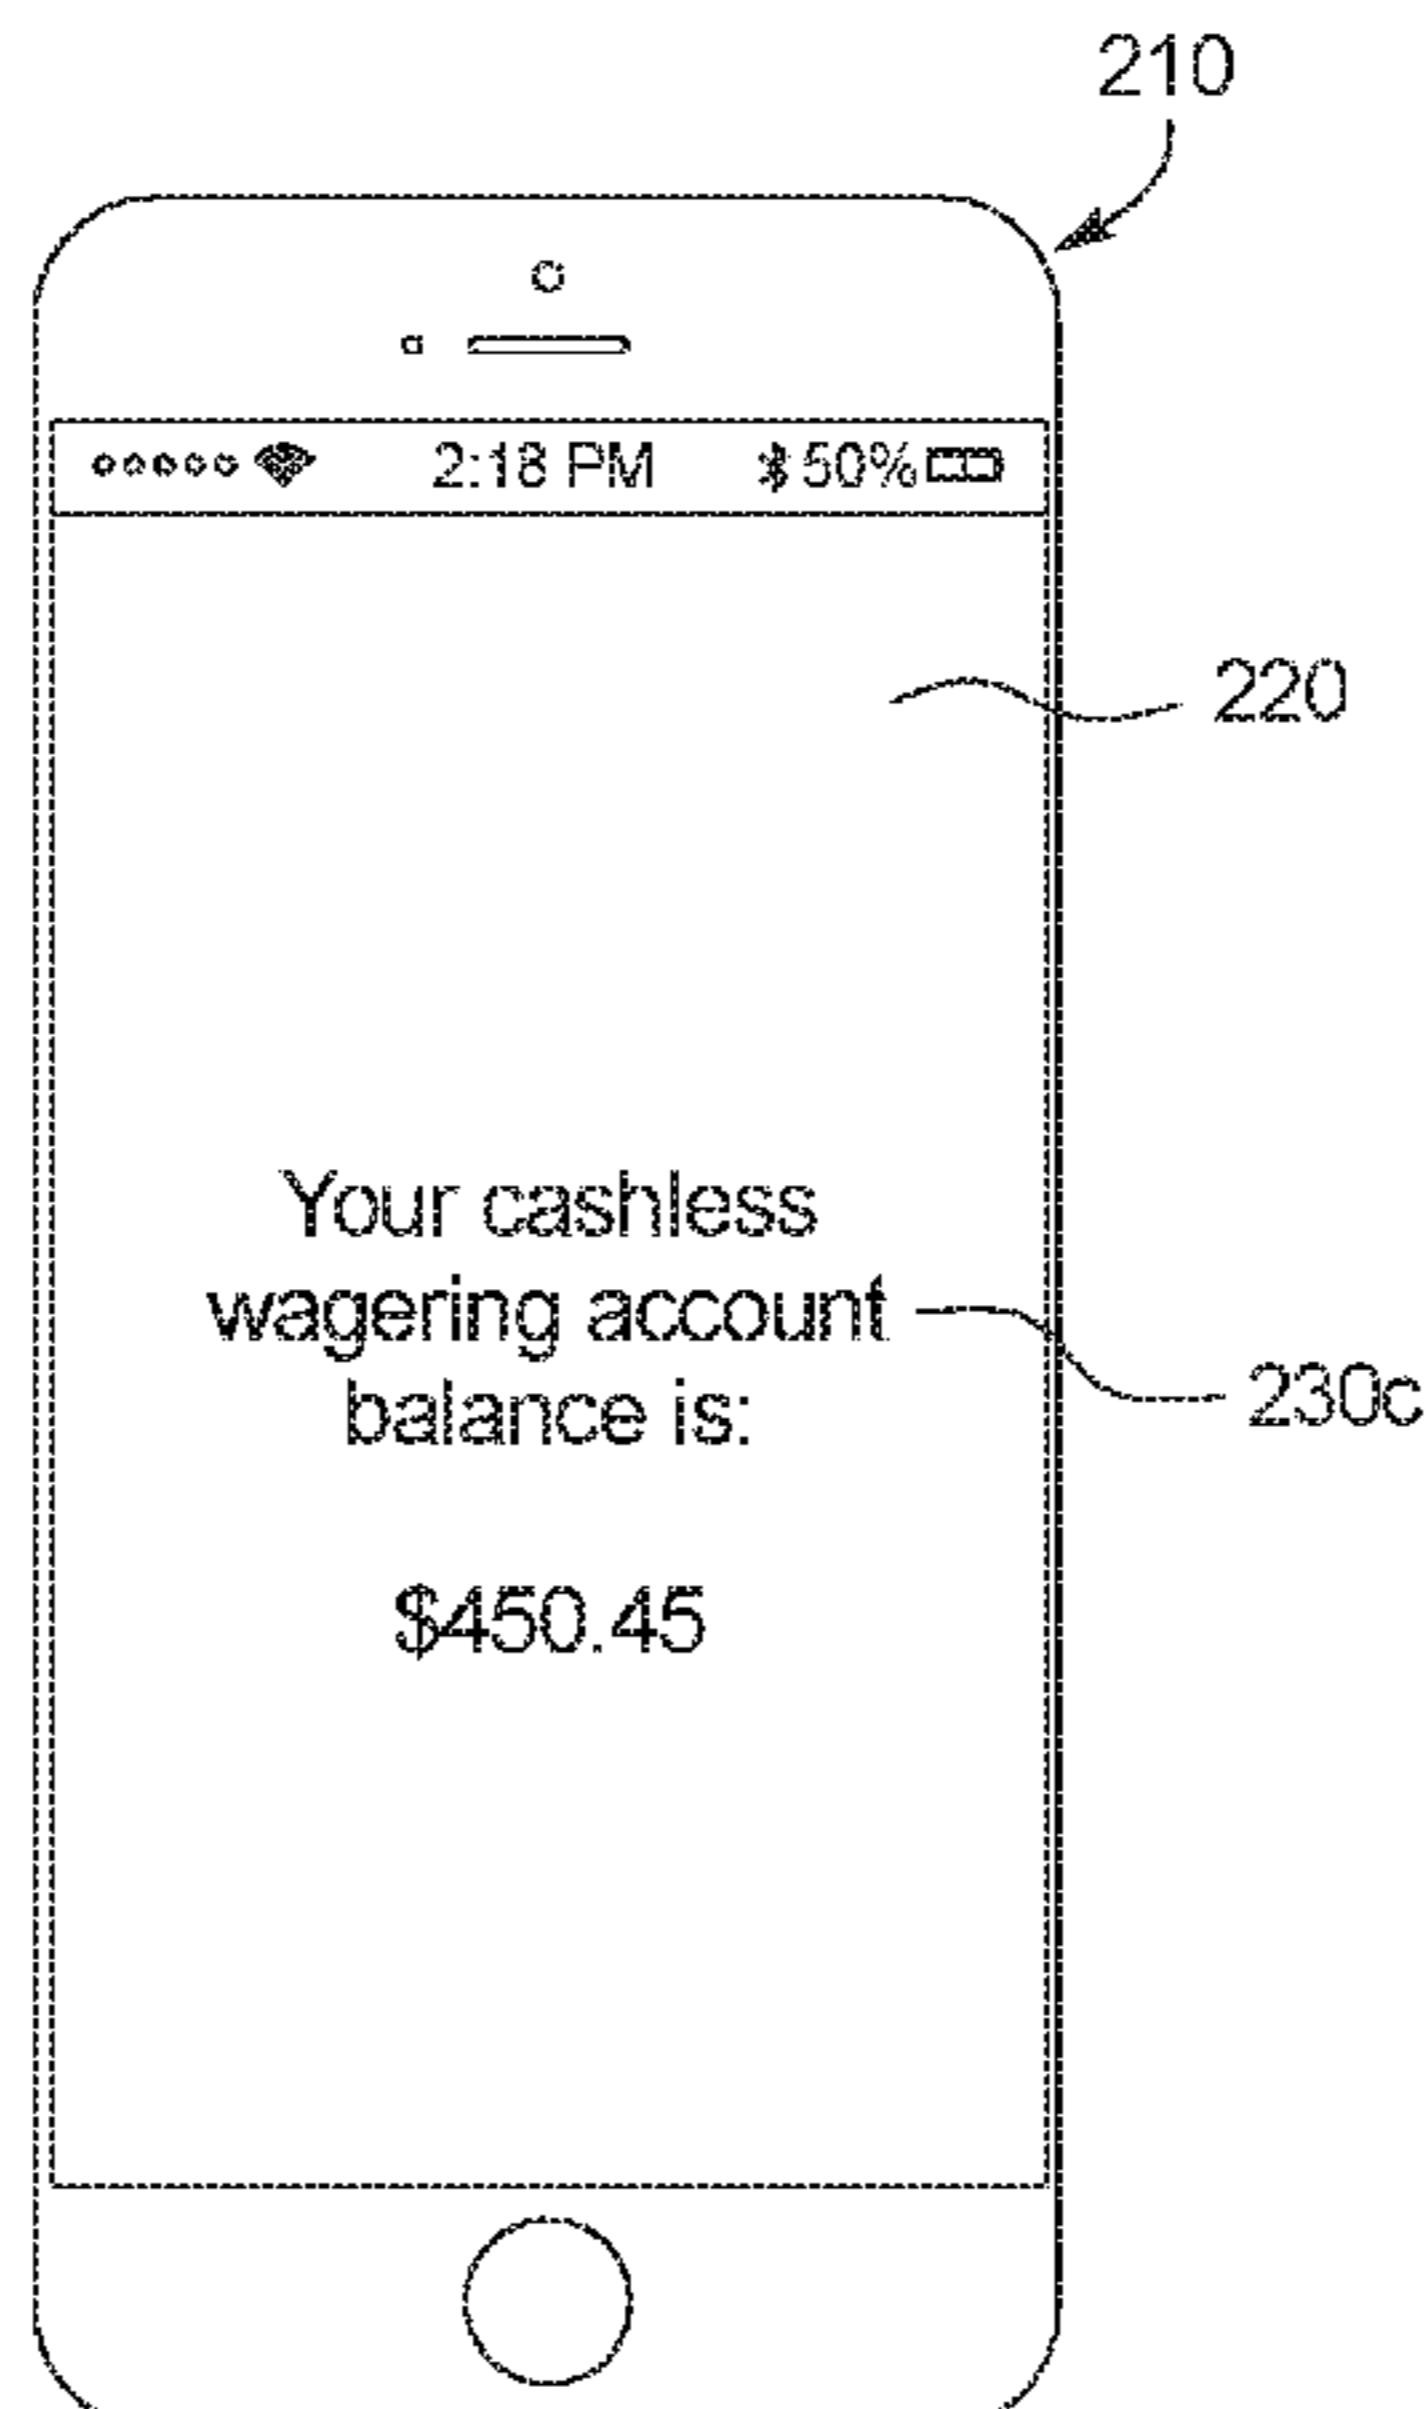 210
2:18 PM 50%
220
Your cashless
wagering account
balance is:
230c
$450.45